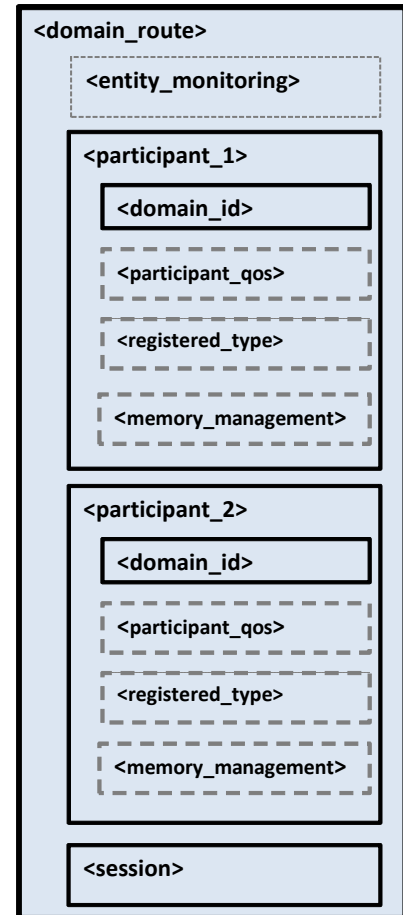 <domain_route>
<entity_monitoring>
<participant_1>
<domain_id>
<participant_qos>
<registered_type>
<memory_management>
<participant_2>
<domain_id>
<participant_qos>
<registered_type>
<memory_management>
<session>